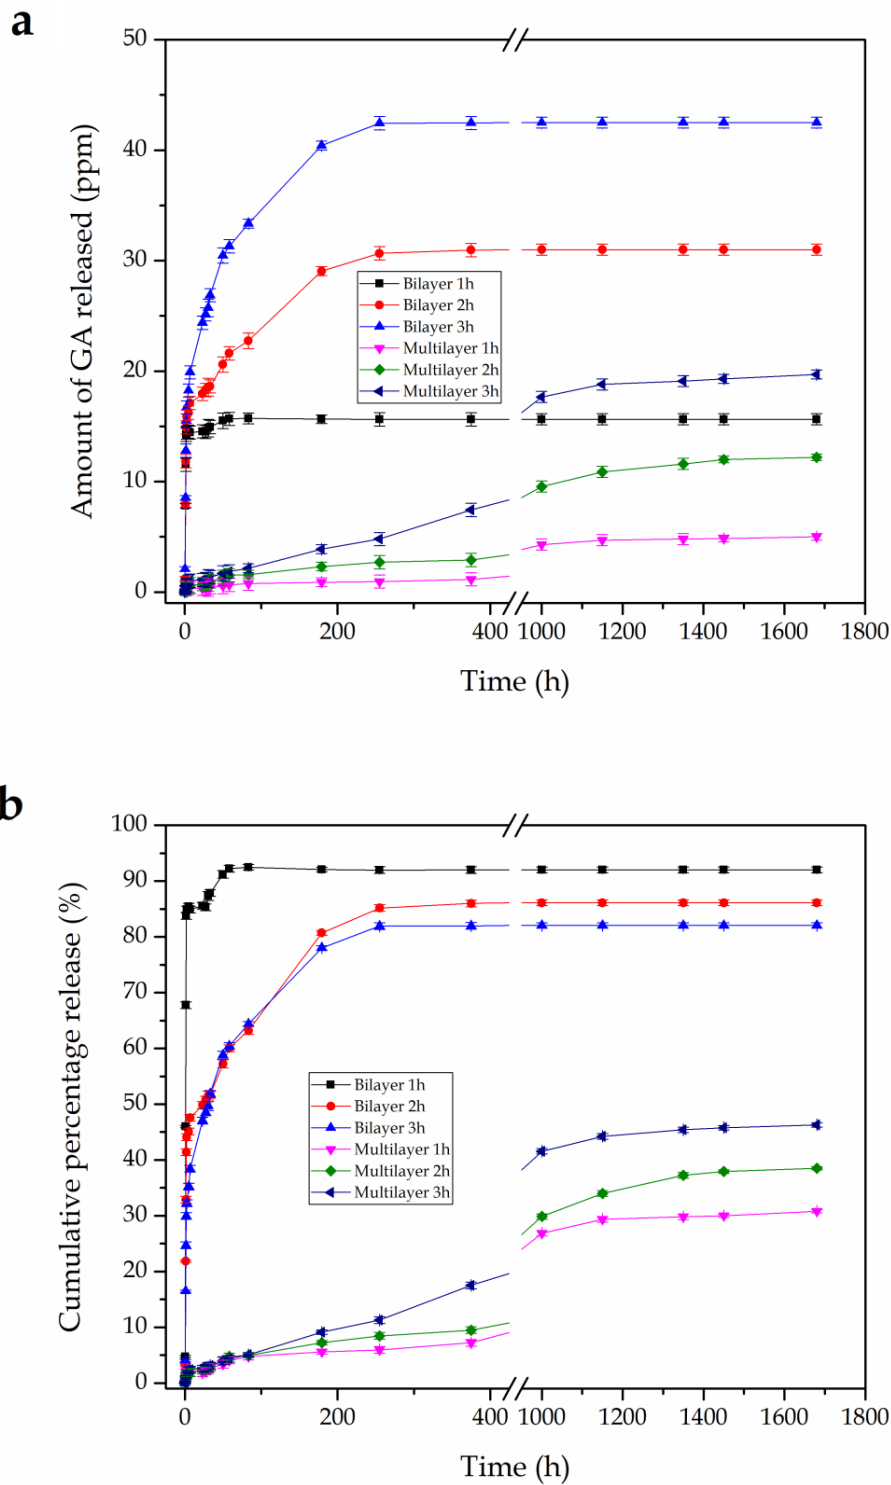 a
50
40
30
20
10
0
Amount of GA released (ppm)
Bilayer 1h
Bilayer 2h
Bilayer 3h
Multilayer 1h
Multilayer 2h
Multilayer 3h
0 200 400 1000 1200 1400 1600 1800
Time (h)
b
100
90
80
70
60
50
40
30
20
10
0
Cumulative percentage release (%)
Bilayer 1h
Bilayer 2h
Bilayer 3h
Multilayer 1h
Multilayer 2h
Multilayer 3h
0 200 400 1000 1200 1400 1600 1800
Time (h)